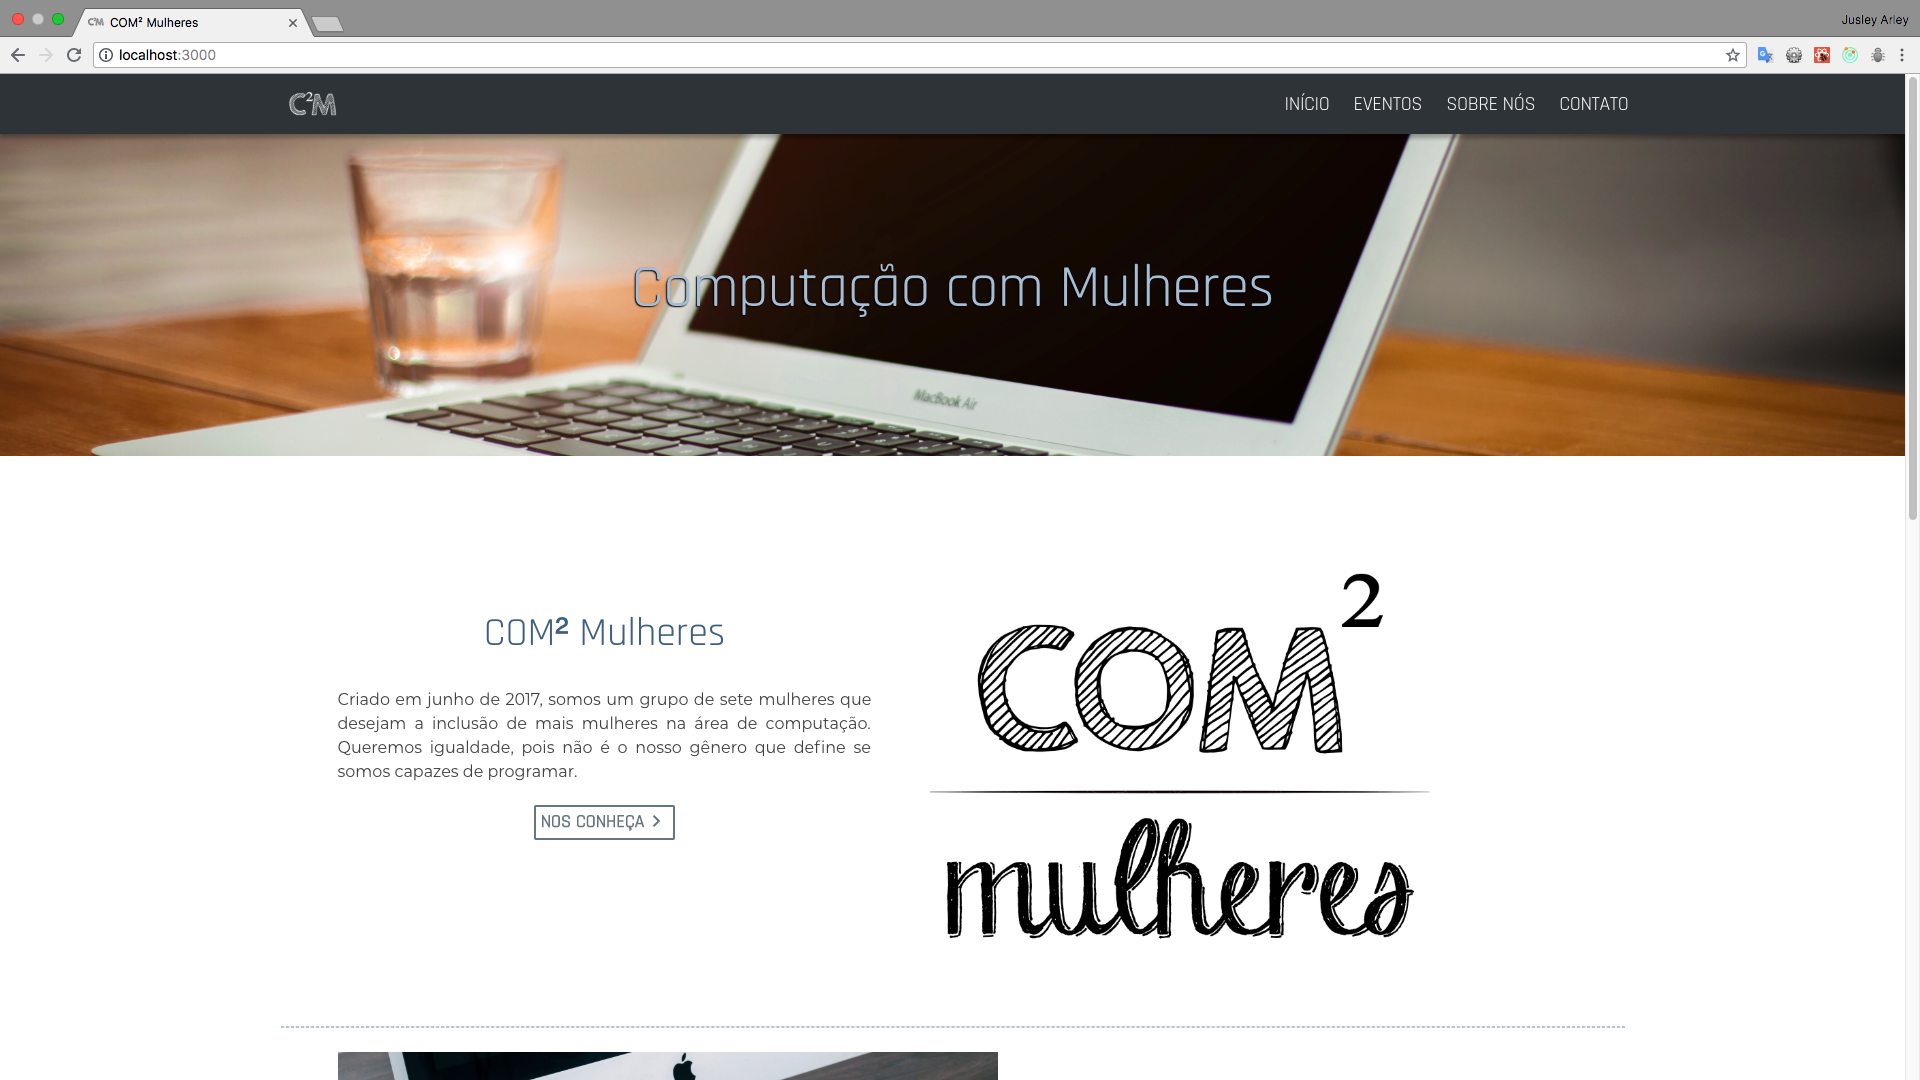 COM² Mulheres
Jusley Arley
localhost:3000
C²M
INÍCIO EVENTOS SOBRE NÓS CONTATO
Computação com Mulheres
MacBook Air
COM² Mulheres
Criado em junho de 2017, somos um grupo de sete mulheres que
desejam a inclusão de mais mulheres na área de computação.
Queremos igualdade, pois não é o nosso gênero que define se
somos capazes de programar.
NOS CONHEÇA
COM²
mulheres